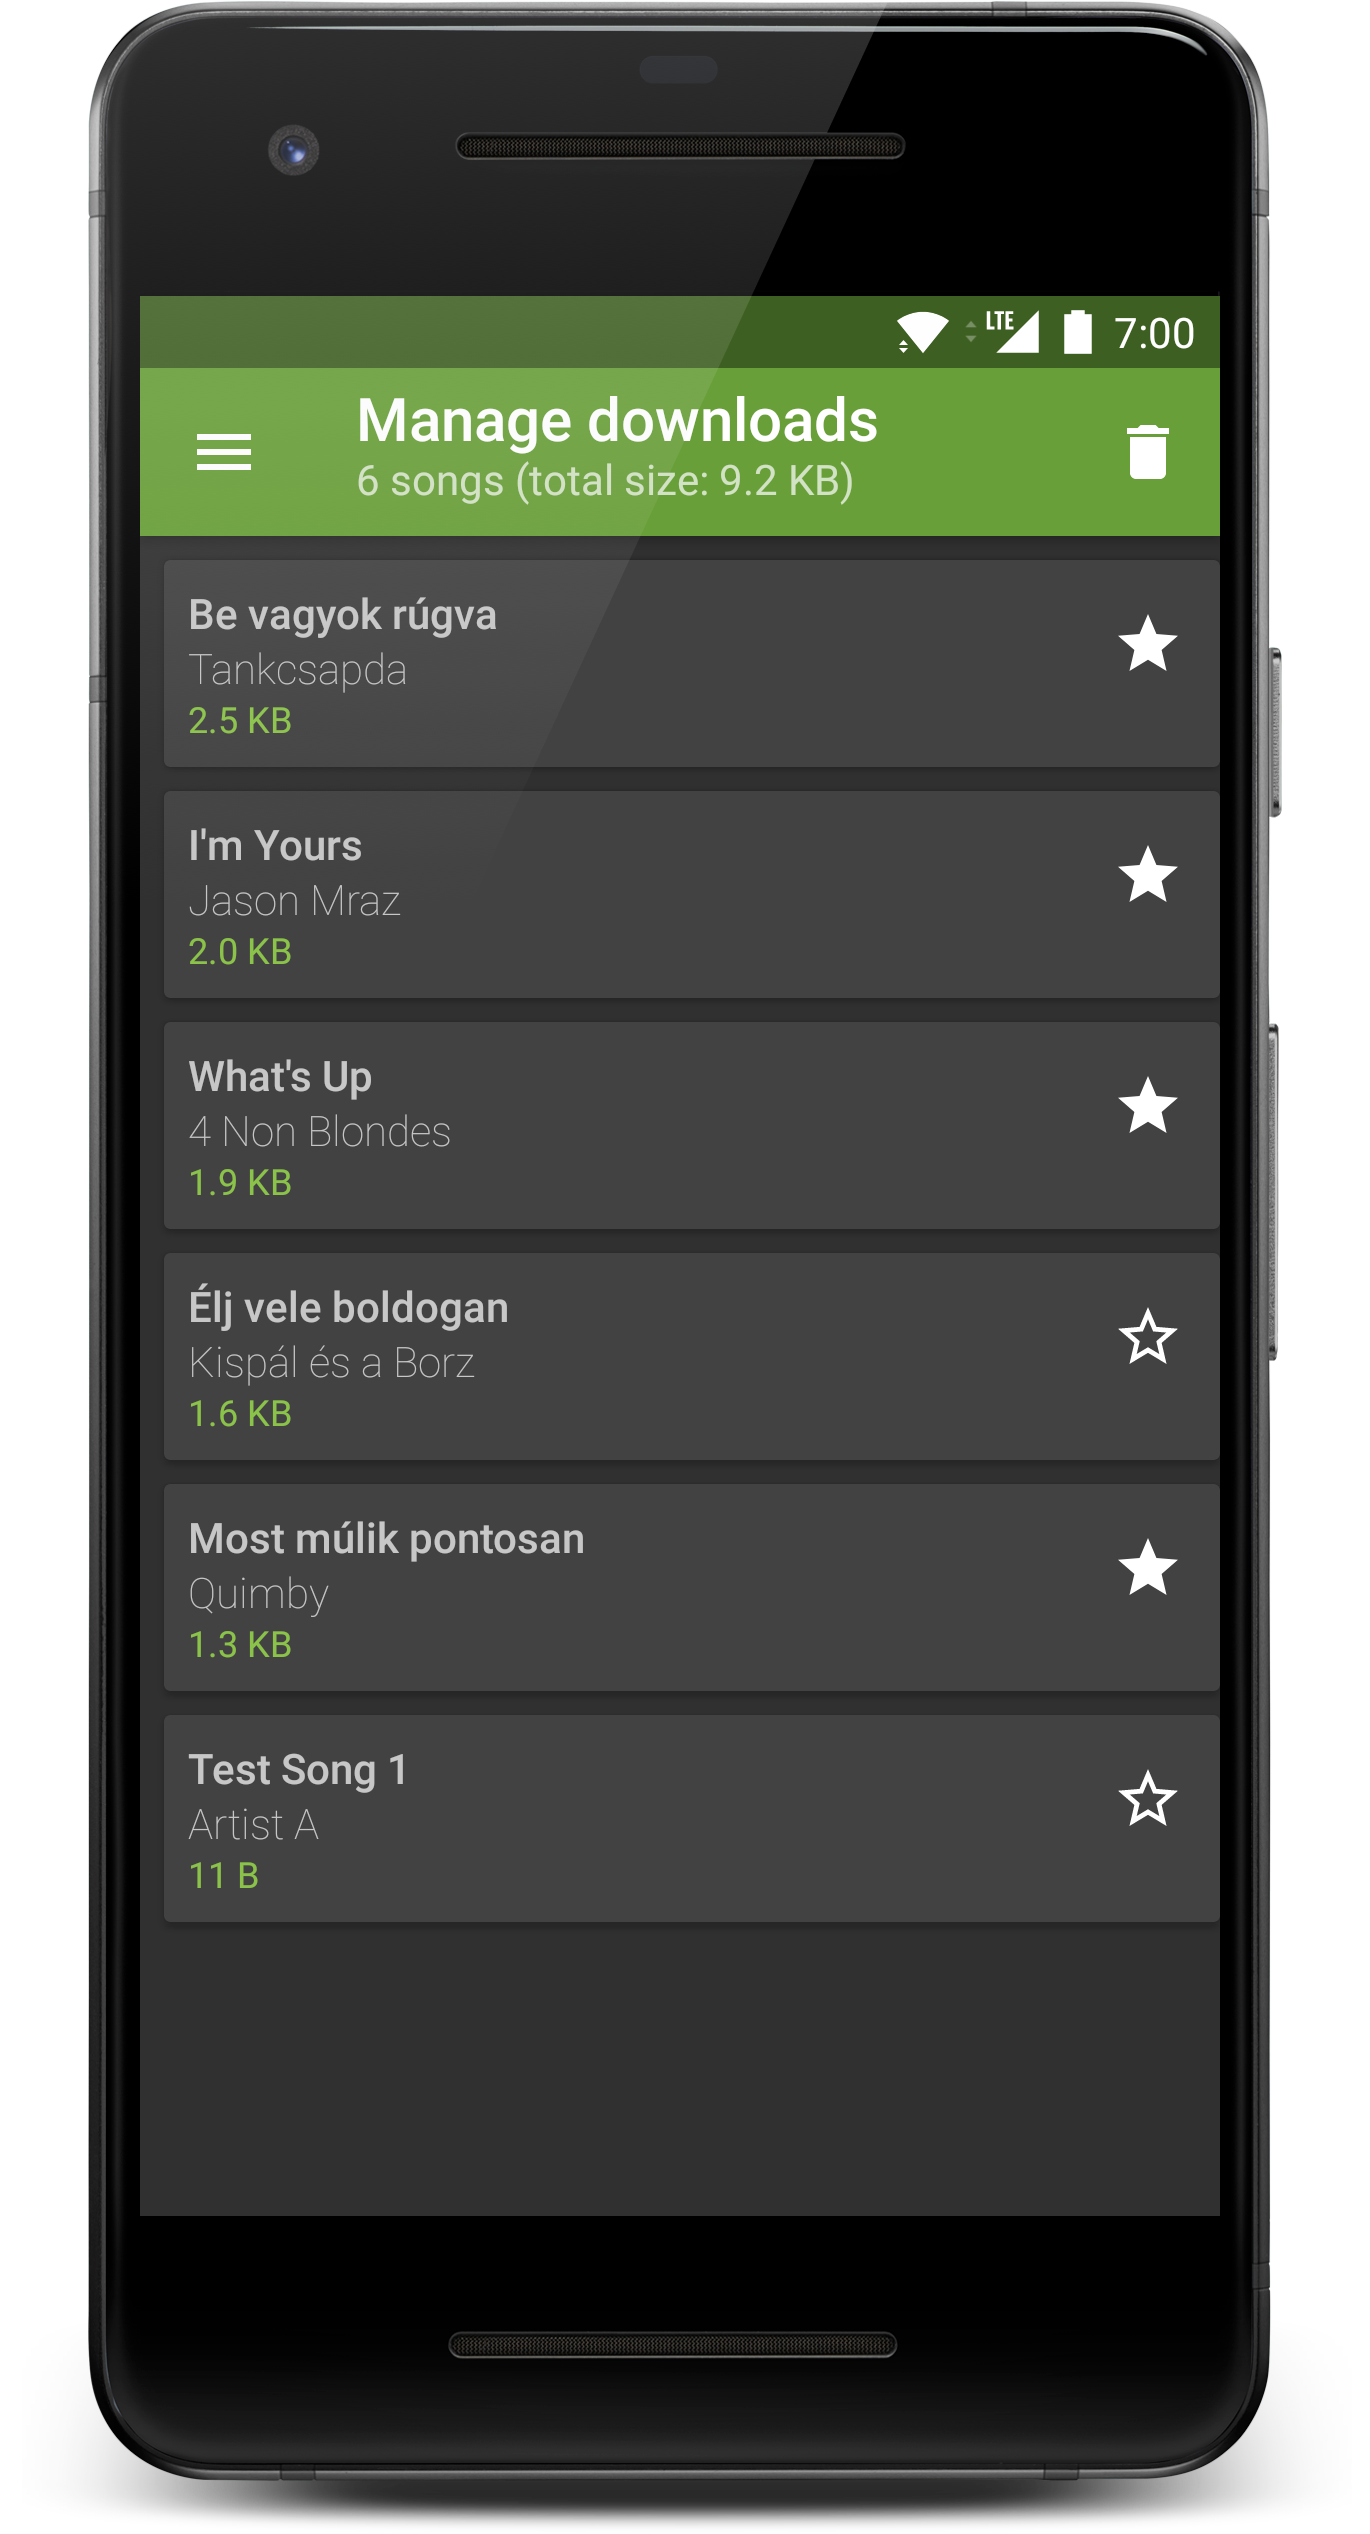 LTE 7:00
Manage downloads
6 songs (total size: 9.2 KB)
Be vagyok rúgva
Tankcsapda
2.5 KB
I'm Yours
Jason Mraz
2.0 KB
What's Up
4 Non Blondes
1.9 KB
Élj vele boldogan
Kispál és a Borz
1.6 KB
Most múlik pontosan
Quimby
1.3 KB
Test Song 1
Artist A
11 B